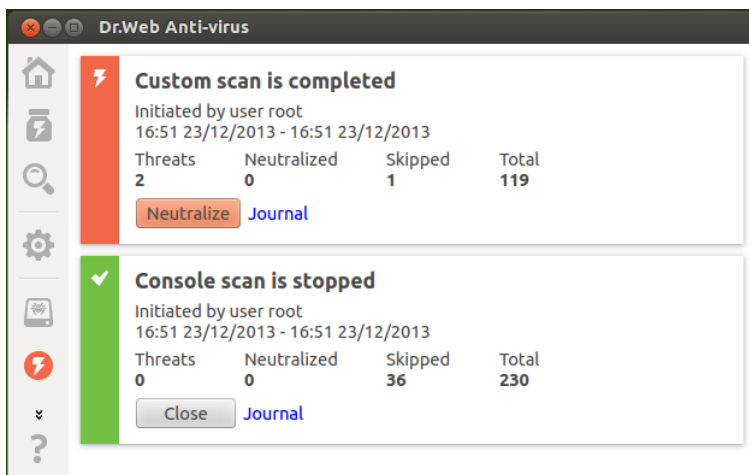 Dr.Web Anti-virus
Custom scan is completed
Initiated by user root
16:51 23/12/2013 - 16:51 23/12/2013
Threats Neutralized Skipped Total
2 0 1 119
Neutralize Journal
Console scan is stopped
Initiated by user root
16:51 23/12/2013 - 16:51 23/12/2013
Threats Neutralized Skipped Total
0 0 36 230
Close Journal
?